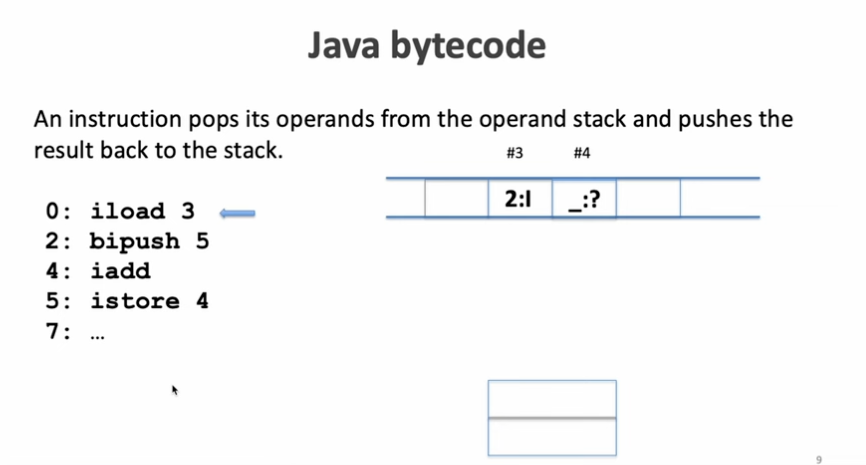 Java bytecode
An instruction pops its operands from the operand stack and pushes the
result back to the stack.
#3 #4
2:I _:?
0: iload 3
2: bipush 5
4: iadd
5: istore 4
7: …
9